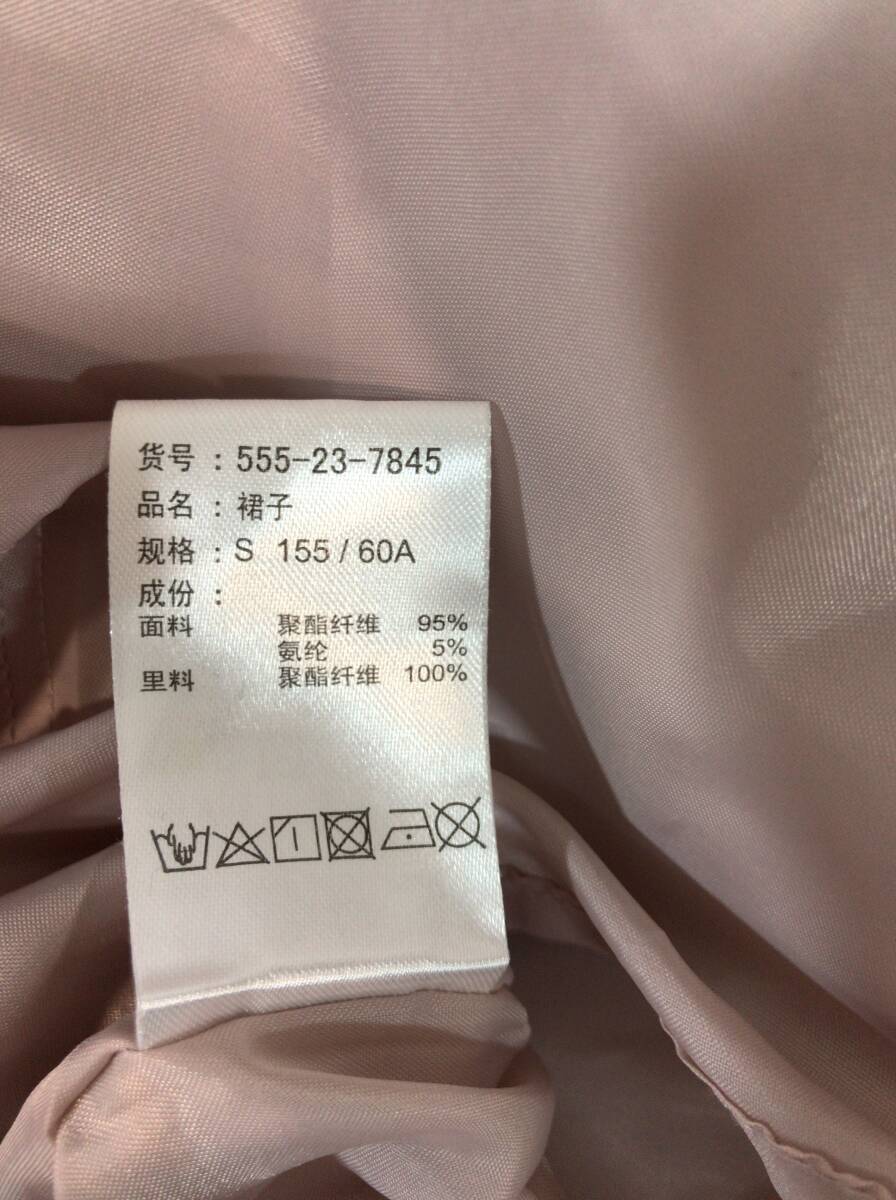 货号：555-23-7845
品名：裙子
规格：S 155 / 60A
成份：
面料 聚酯纤维 95%
氨纶 5%
里料 聚酯纤维 100%